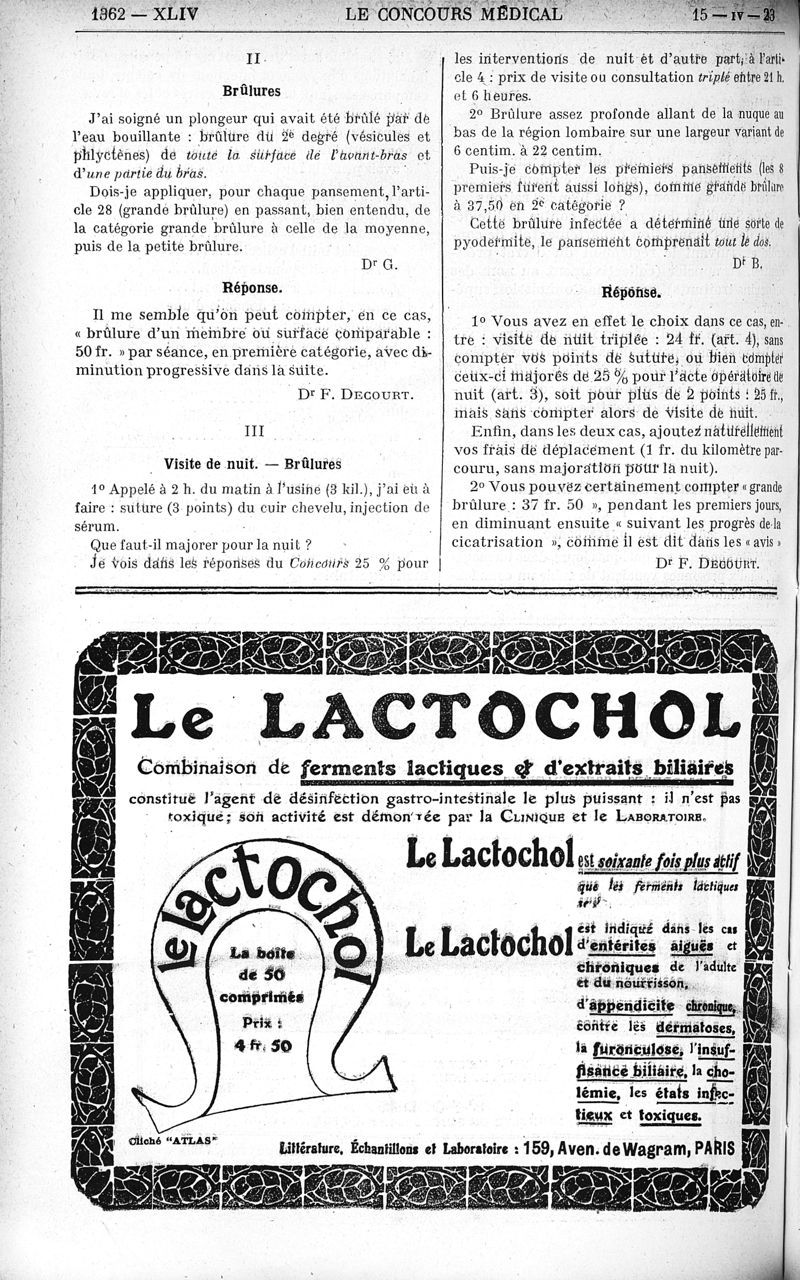 1362 — XLIV LE CONCOURS MÉDICAL 15 — IV — 23
II
Brûlures
J'ai soigné un plongeur qui avait été brûlé par de
l'eau bouillante : brûlure du 2e degré (vésicules et
phlyctènes) de toute la surface de l'avant-bras et
d'une partie du bras.
Dois-je appliquer, pour chaque pansement, l'arti-
cle 28 (grande brûlure) en passant, bien entendu, de
la catégorie grande brûlure à celle de la moyenne,
puis de la petite brûlure.
Dr G.
Réponse.
Il me semble qu'on peut compter, en ce cas,
« brûlure d'un membre ou surface comparable :
50 fr. » par séance, en première catégorie, avec di-
minution progressive dans la suite.
Dr F. DECOURT.
III
Visite de nuit. — Brûlures
1o Appelé à 2 h. du matin à l'usine (3 kil.), j'ai eu à
faire : suture (3 points) du cuir chevelu, injection de
sérum.
Que faut-il majorer pour la nuit ?
Je vois dans les réponses du Concours 25 % pour
les interventions de nuit et d'autre part, à l'arti-
cle 4 : prix de visite ou consultation triplé entre 21 h.
et 6 heures.
2o Brûlure assez profonde allant de la nuque au
bas de la région lombaire sur une largeur variant de
6 centim. à 22 centim.
Puis-je compter les premiers pansements (les 8
premiers furent aussi longs), comme grande brûlure
à 37,50 en 2e catégorie ?
Cette brûlure infectée a déterminé une sorte de
pyodermite, le pansement comprenait tout le dos.
Dr B.
Réponse.
1o Vous avez en effet le choix dans ce cas, en-
tre : visite de nuit triplée : 24 fr. (art. 4), sans
compter vos points de suture, ou bien compter
ceux-ci majorés de 25 % pour l'acte opératoire de
nuit (art. 3), soit pour plus de 2 points : 25 fr.,
mais sans compter alors de visite de nuit.
Enfin, dans les deux cas, ajoutez naturellement
vos frais de déplacement (1 fr. du kilomètre par-
couru, sans majoration pour la nuit).
2o Vous pouvez certainement compter « grande
brûlure : 37 fr. 50 », pendant les premiers jours,
en diminuant ensuite « suivant les progrès de la
cicatrisation », comme il est dit dans les « avis »
Dr F. DECOURT.
Le LACTOCHOL
Combinaison de ferments lactiques & d'extraits biliaires
constitue l'agent de désinfection gastro-intestinale le plus puissant : il n'est pas
toxique ; son activité est démontrée par la CLINIQUE et le LABORATOIRE.
le lactochol
La boîte
de 50
comprimés
Prix :
4 fr. 50
Cliché "ATLAS"
Le Lactochol est soixante fois plus actif
que les ferments lactiques
Le Lactochol est indiqué dans les cas
d'entérites aiguës et
chroniques de l'adulte
et du nourrisson,
d'appendicite chronique,
contre les dermatoses,
la furonculose, l'insuf-
fisance biliaire, la cho-
lémie, les états infec-
tieux et toxiques.
Littérature, Échantillons et Laboratoire : 159, Aven. de Wagram, PARIS